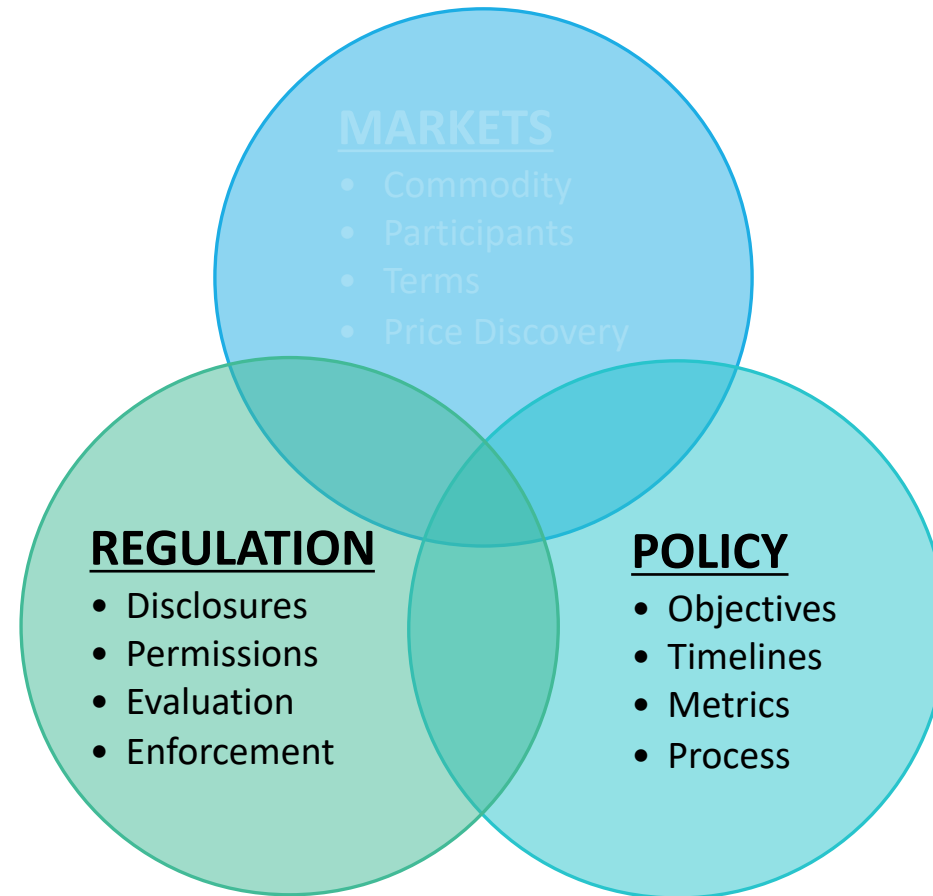 MARKETS
• Commodity
• Participants
• Terms
• Price Discovery
REGULATION
• Disclosures
• Permissions
• Evaluation
• Enforcement
POLICY
• Objectives
• Timelines
• Metrics
• Process